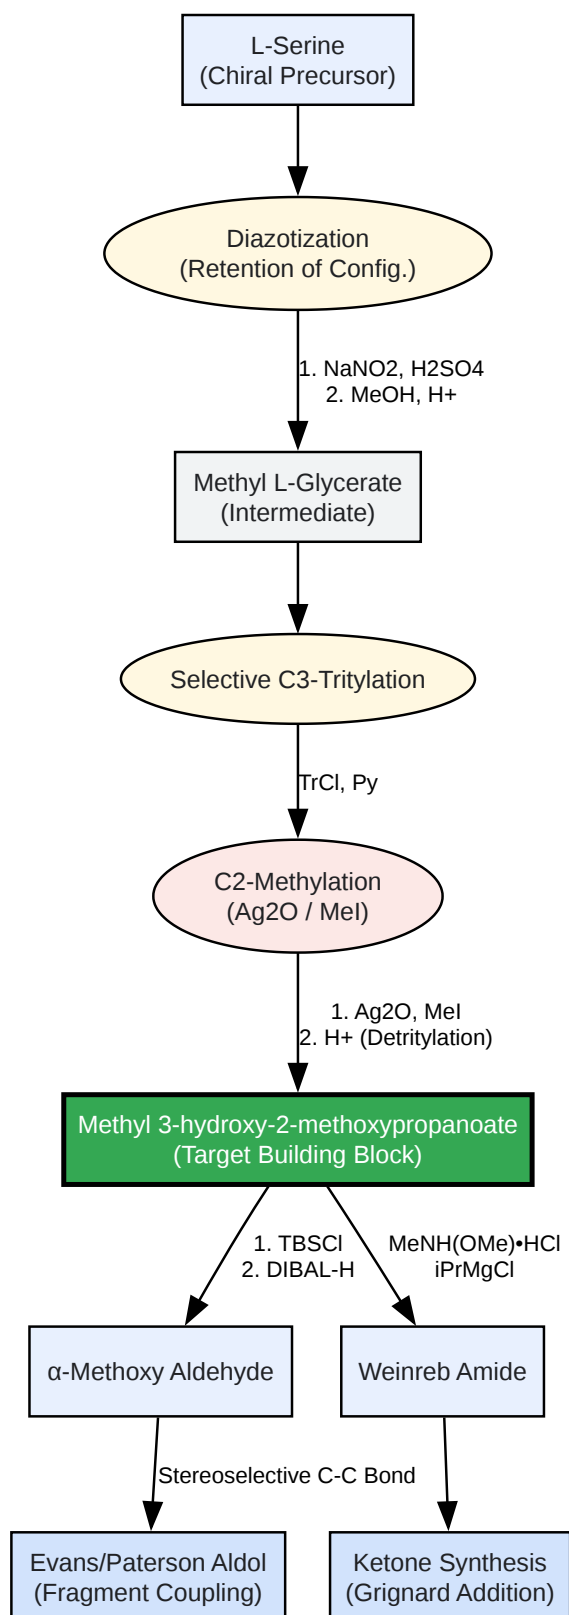 L-Serine
(Chiral Precursor)
Diazotization
(Retention of Config.)
1. NaNO2, H2SO4
2. MeOH, H+
Methyl L-Glycerate
(Intermediate)
Selective C3-Tritylation
TrCl, Py
C2-Methylation
(Ag2O / MeI)
1. Ag2O, MeI
2. H+ (Detritylation)
Methyl 3-hydroxy-2-methoxypropanoate
(Target Building Block)
1. TBSCl
2. DIBAL-H
MeNH(OMe)•HCl
iPrMgCl
α-Methoxy Aldehyde
Weinreb Amide
Stereoselective C-C Bond
Evans/Paterson Aldol
(Fragment Coupling)
Ketone Synthesis
(Grignard Addition)